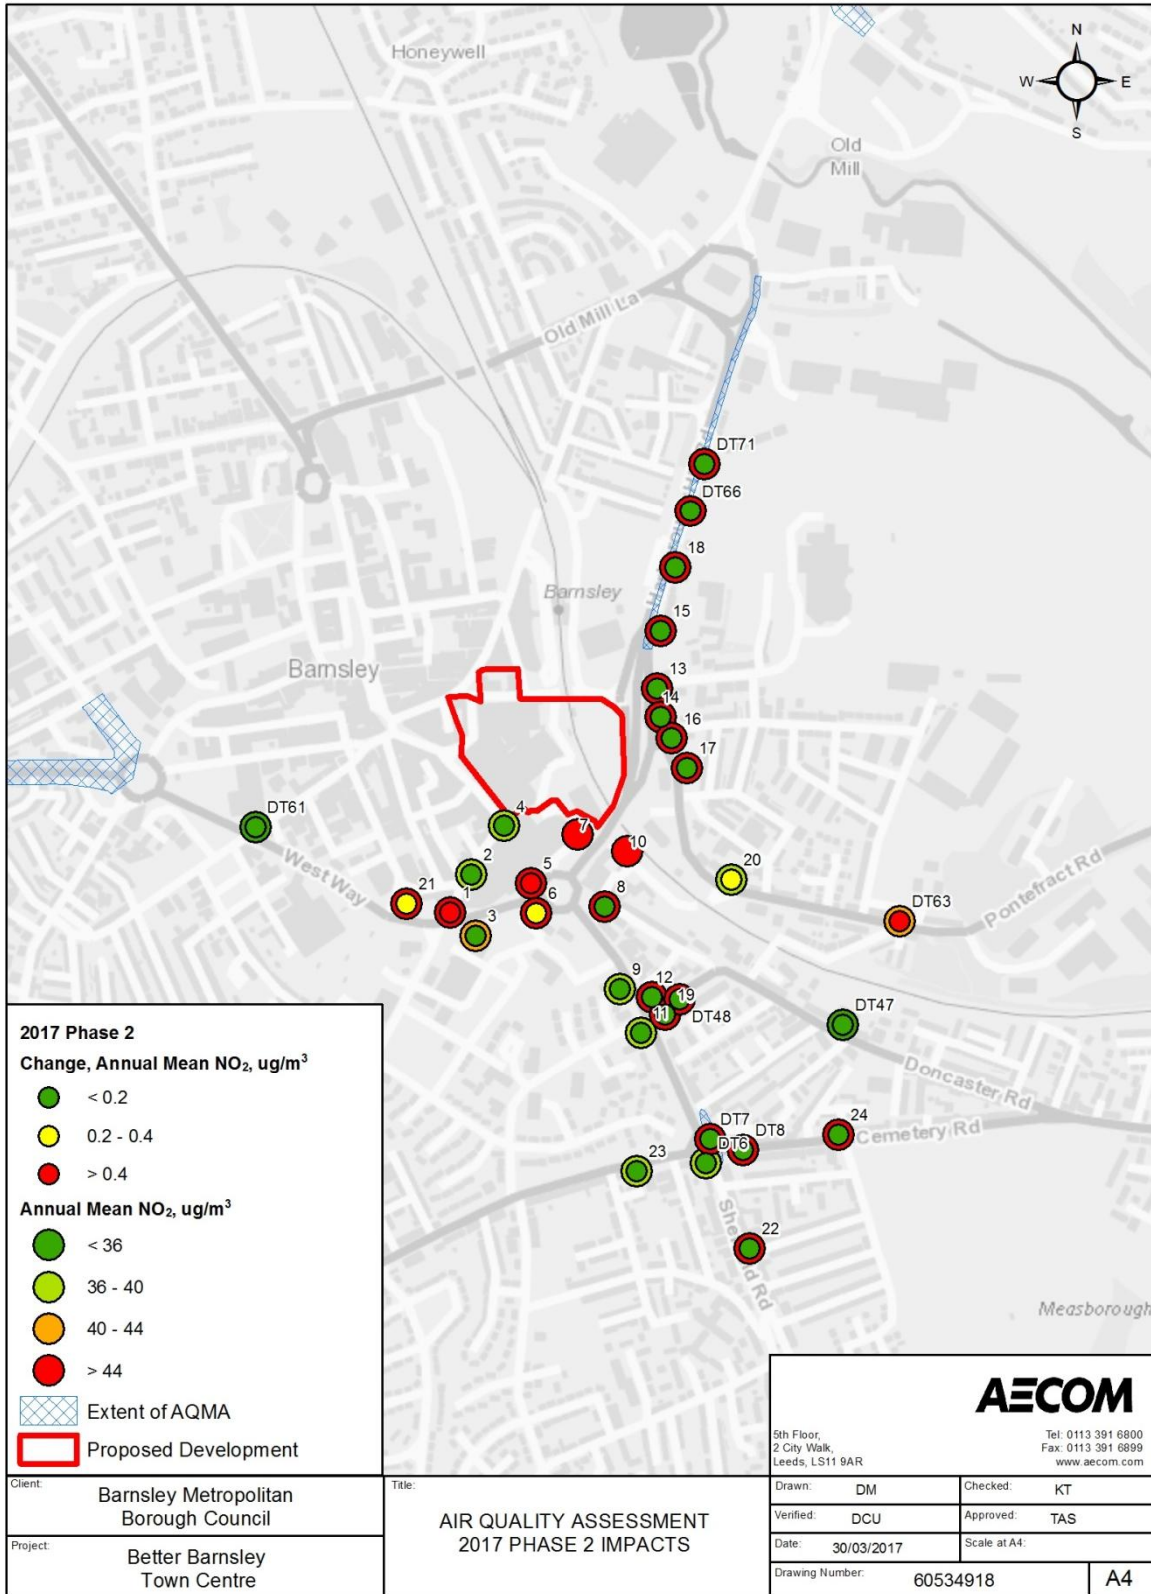 Honeywell
N
W
E
S
Old
Mill
Old Mill La
DT71
DT66
18
Barnsley
15
Barnsley
13
14
16
17
DT61
4
7
10
2
5
20
West Way
21
1
6
8
DT63
Pontefract Rd
3
9
12
19
11
DT48
DT47
Doncaster Rd
DT7
DT8
24
Cemetery Rd
DT6
23
22
Measborough
2017 Phase 2
Change, Annual Mean NO₂, ug/m³
< 0.2
0.2 - 0.4
> 0.4
Annual Mean NO₂, ug/m³
< 36
36 - 40
40 - 44
> 44
Extent of AQMA
Proposed Development
AECOM
5th Floor,
2 City Walk,
Leeds, LS11 9AR
Tel: 0113 391 6800
Fax: 0113 391 6899
www.aecom.com
Client:
Barnsley Metropolitan
Borough Council
Project:
Better Barnsley
Town Centre
Title:
AIR QUALITY ASSESSMENT
2017 PHASE 2 IMPACTS
Drawn: DM
Checked: KT
Verified: DCU
Approved: TAS
Date: 30/03/2017
Scale at A4:
Drawing Number: 60534918
A4